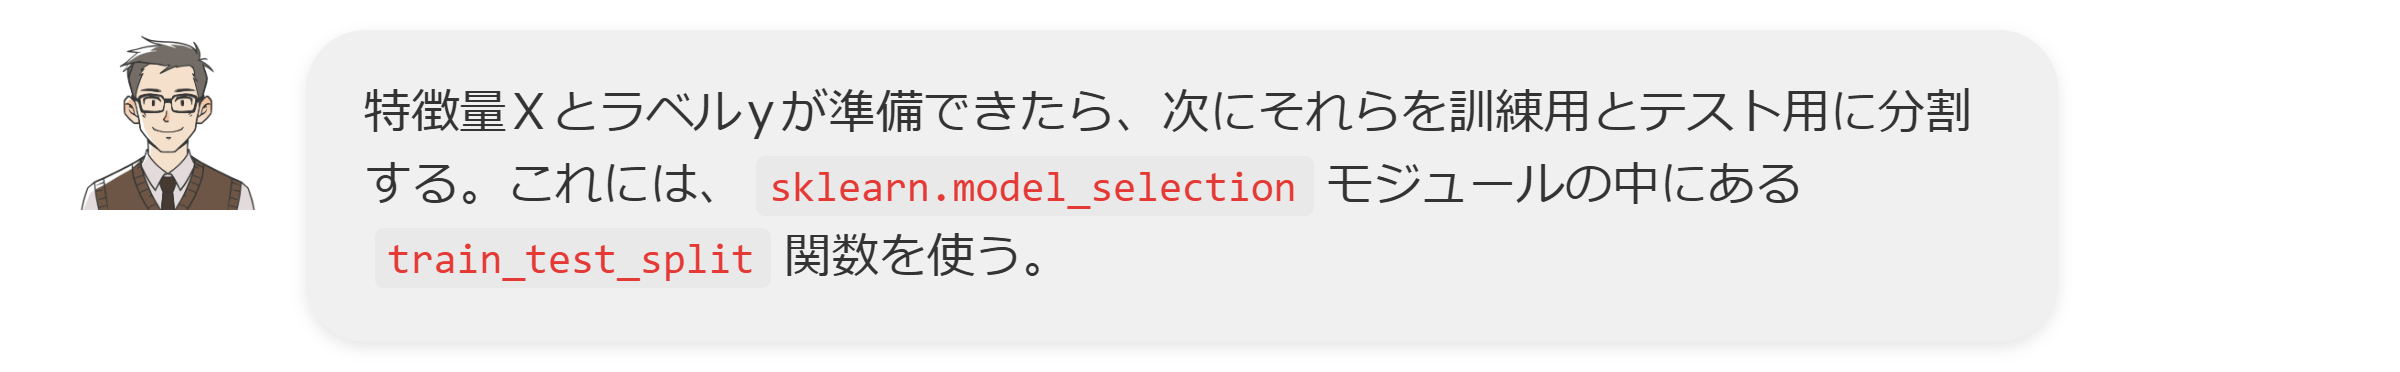 特徴量Ｘとラベルｙが準備できたら、次にそれらを訓練用とテスト用に分割
する。これには、 sklearn.model_selection モジュールの中にある
train_test_split 関数を使う。